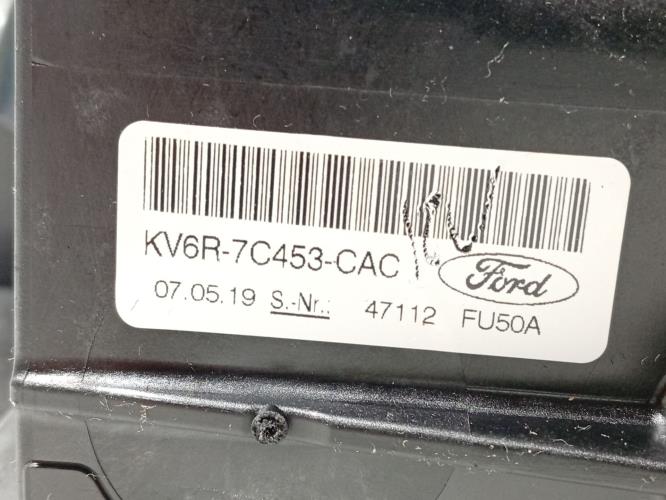 KV6R-7C453-CAC
Ford
07.05.19 S.-Nr.: 47112 FU50A